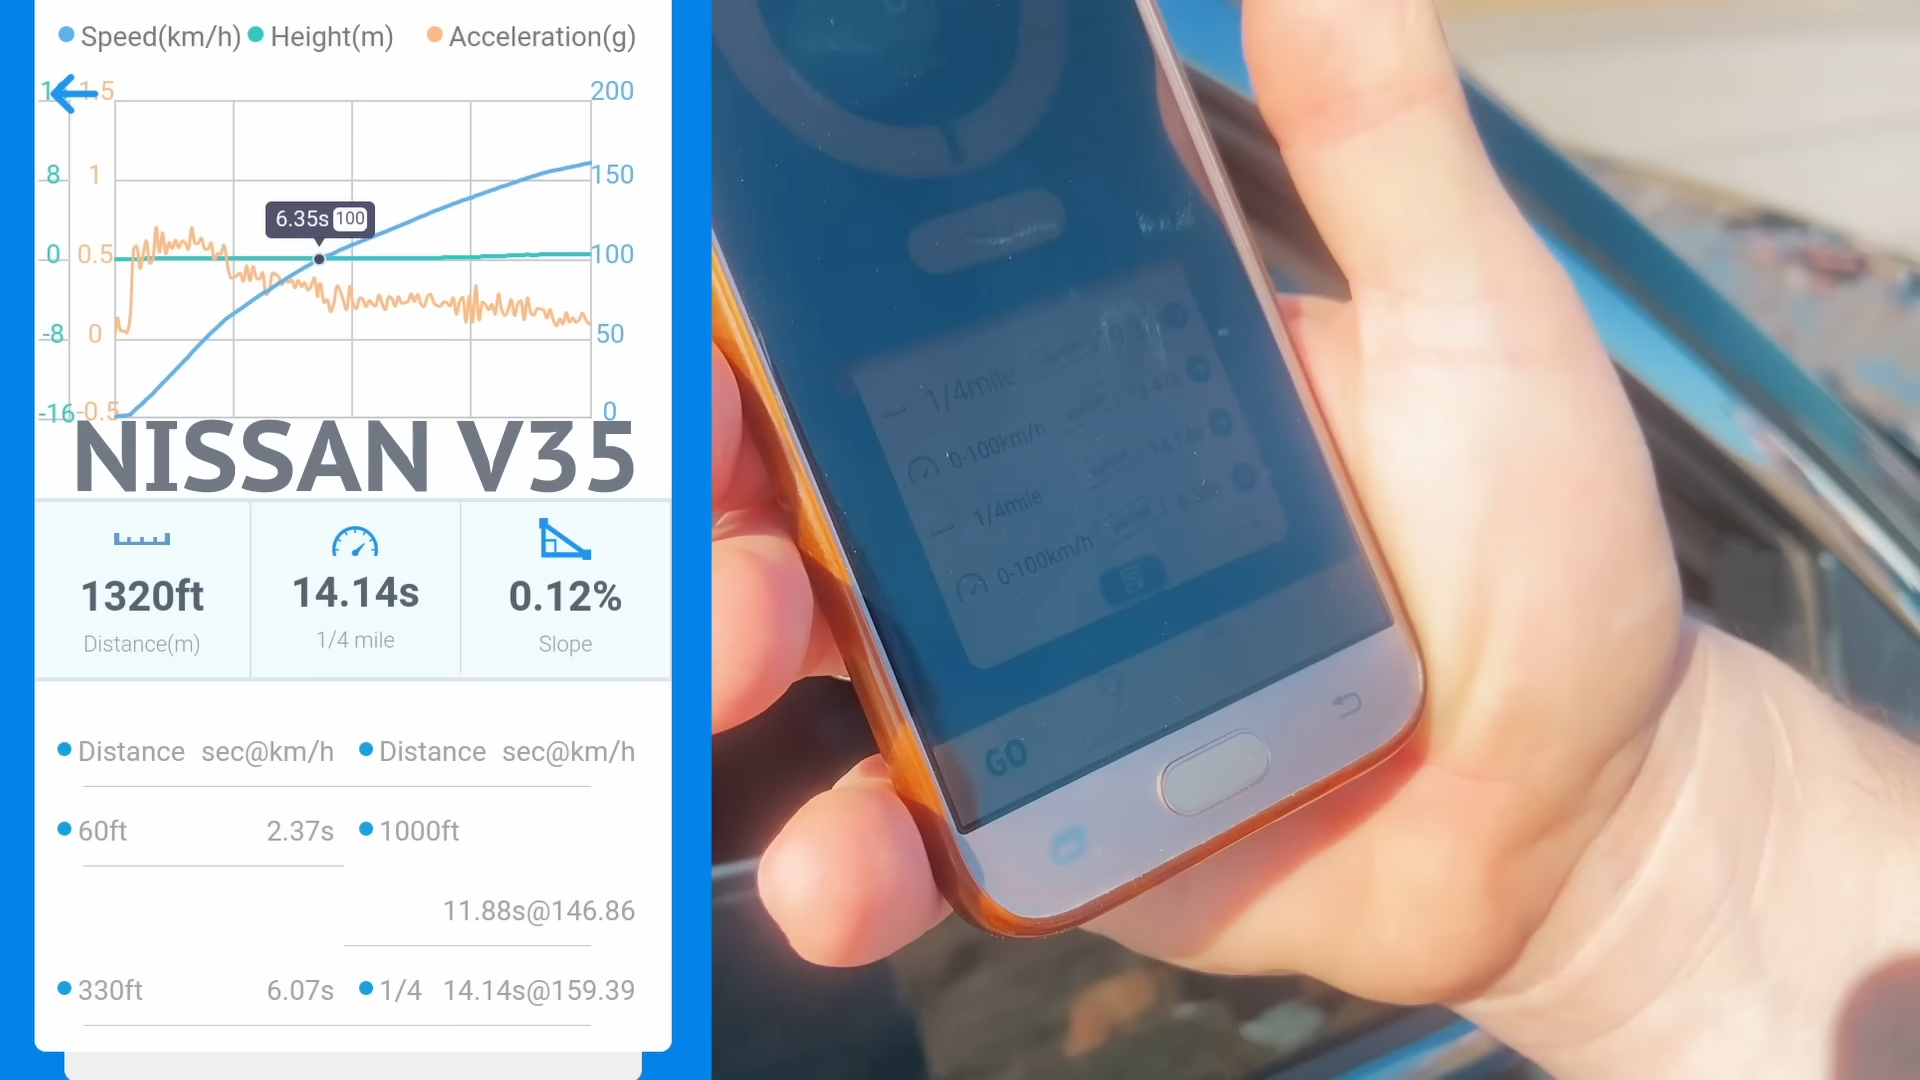 Speed(km/h) Height(m) Acceleration(g)
1.5 200
8 1 150
6.35s 100
0 0.5 100
-8 0 50
-16 -0.5 0
NISSAN V35
1320ft 14.14s 0.12%
Distance(m) 1/4 mile Slope
Distance sec@km/h Distance sec@km/h
60ft 2.37s 1000ft
11.88s@146.86
330ft 6.07s 1/4 14.14s@159.39
1/4mile
0-100km/h
1/4mile
0-100km/h
GO